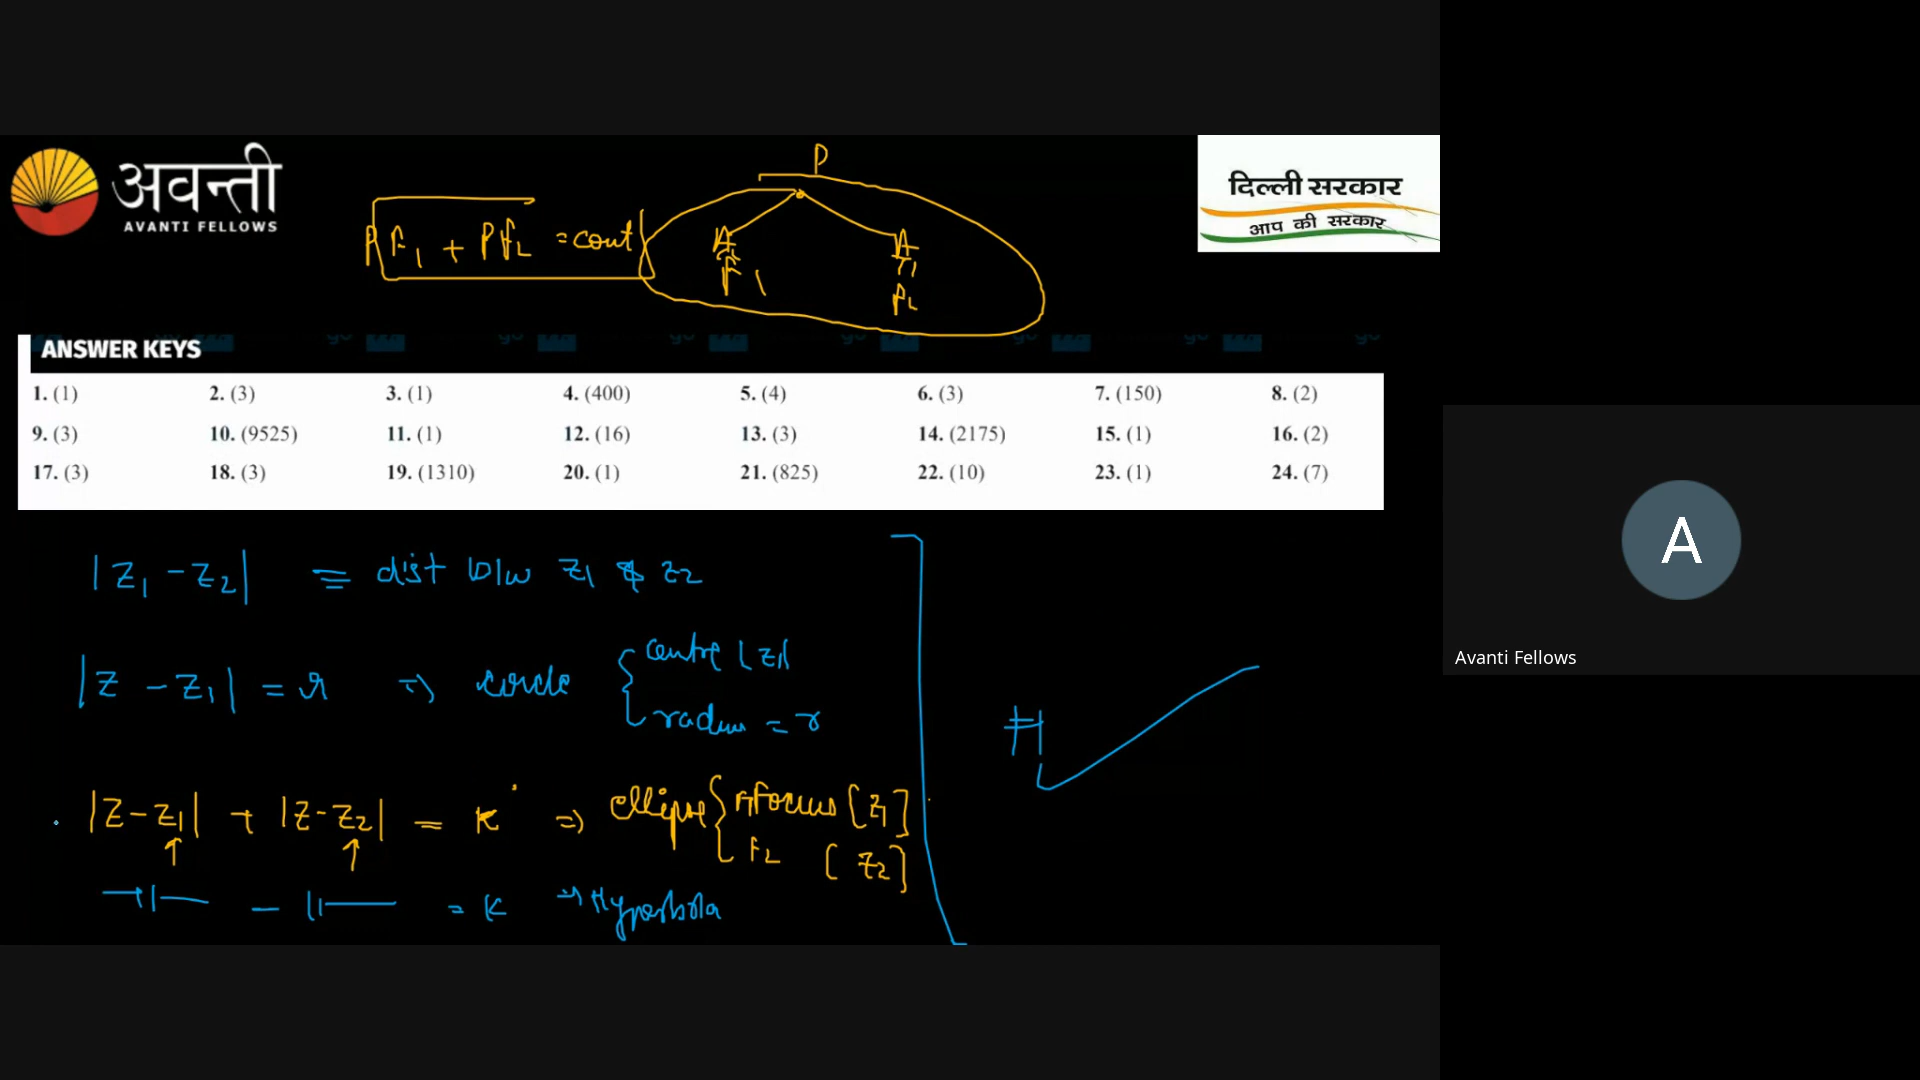 अवन्ती
AVANTI FELLOWS
P
PF₁ + PF₂ = const
F₁
F₂
दिल्ली सरकार
आप की सरकार
ANSWER KEYS
1. (1) 2. (3) 3. (1) 4. (400) 5. (4) 6. (3) 7. (150) 8. (2)
9. (3) 10. (9525) 11. (1) 12. (16) 13. (3) 14. (2175) 15. (1) 16. (2)
17. (3) 18. (3) 19. (1310) 20. (1) 21. (825) 22. (10) 23. (1) 24. (7)
|z₁ - z₂| = dist b/w z₁ & z₂
|z - z₁| = r ⇒ circle { centre (z₁)
radius = r
|z - z₁| + |z - z₂| = K ⇒ ellipse { focus [z₁]
F₂ [z₂]
= K ⇒ Hyperbola
A
Avanti Fellows